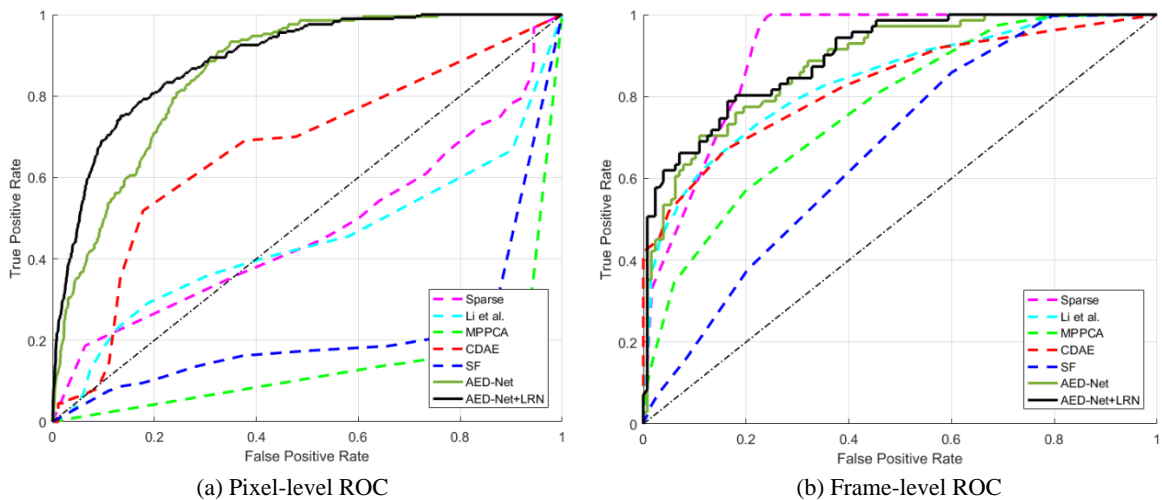 1
0.8
0.6
0.4
0.2
0
True Positive Rate
0
0.2
0.4
0.6
0.8
1
False Positive Rate
Sparse
Li et al.
MPPCA
CDAE
SF
AED-Net
AED-Net+LRN
(a) Pixel-level ROC
1
0.8
0.6
0.4
0.2
0
True Positive Rate
0
0.2
0.4
0.6
0.8
1
False Positive Rate
Sparse
Li et al.
MPPCA
CDAE
SF
AED-Net
AED-Net+LRN
(b) Frame-level ROC